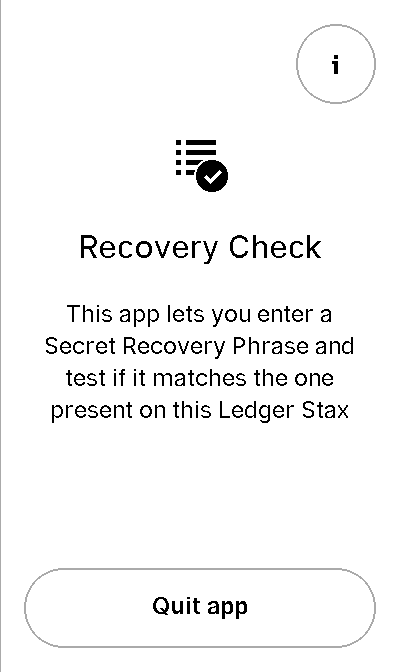 i
Recovery Check
This app lets you enter a
Secret Recovery Phrase and
test if it matches the one
present on this Ledger Stax
Quit app